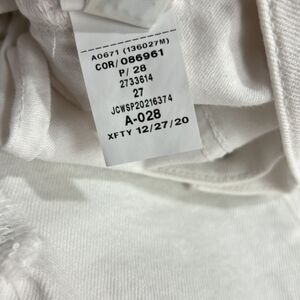 A0671 (136027M)
COR/086961
P/ 28
2733614
27
JCWSP20216374
A-028
XFTY 12/27/20